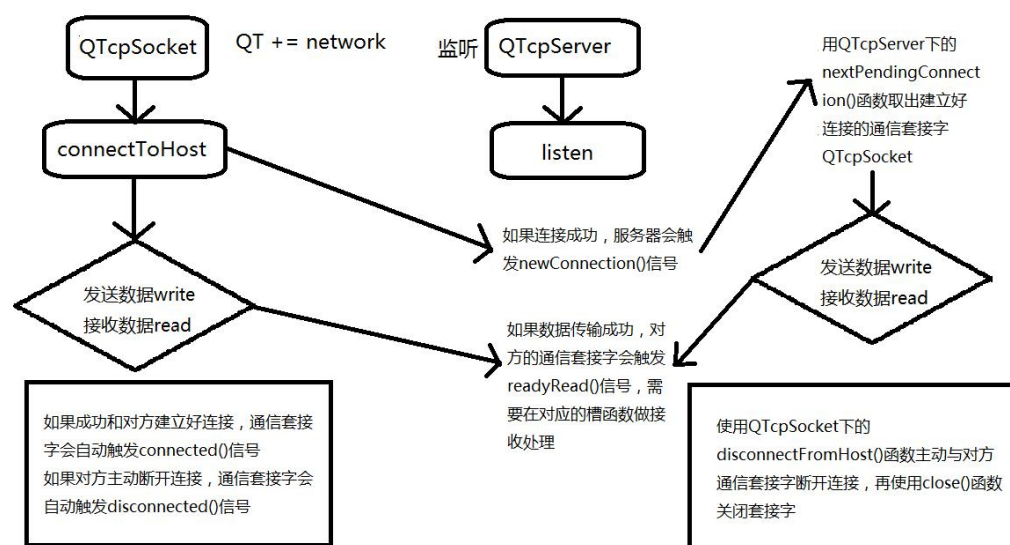 QTcpSocket
QT += network
监听
QTcpServer
connectToHost
listen
用QTcpServer下的
nextPendingConnect
ion()函数取出建立好
连接的通信套接字
QTcpSocket
如果连接成功，服务器会触
发newConnection()信号
发送数据write
接收数据read
发送数据write
接收数据read
如果数据传输成功，对
方的通信套接字会触发
readyRead()信号，需
要在对应的槽函数做接
收处理
如果成功和对方建立好连接，通信套接
字会自动触发connected()信号
如果对方主动断开连接，通信套接字会
自动触发disconnected()信号
使用QTcpSocket下的
disconnectFromHost()函数主动与对方
通信套接字断开连接，再使用close()函数
关闭套接字